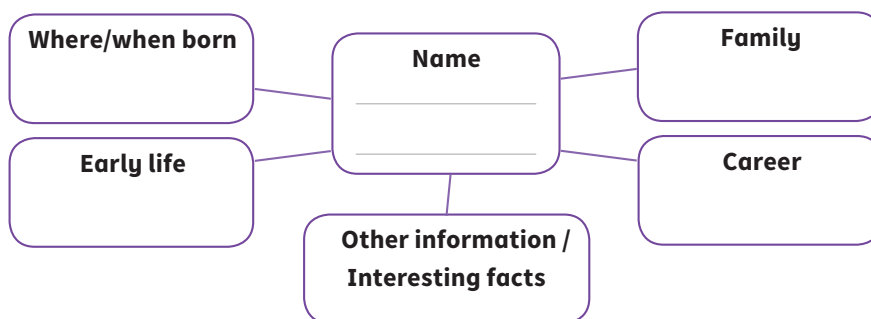 Where/when born
Name
Family
Early life
Career
Other information /
Interesting facts